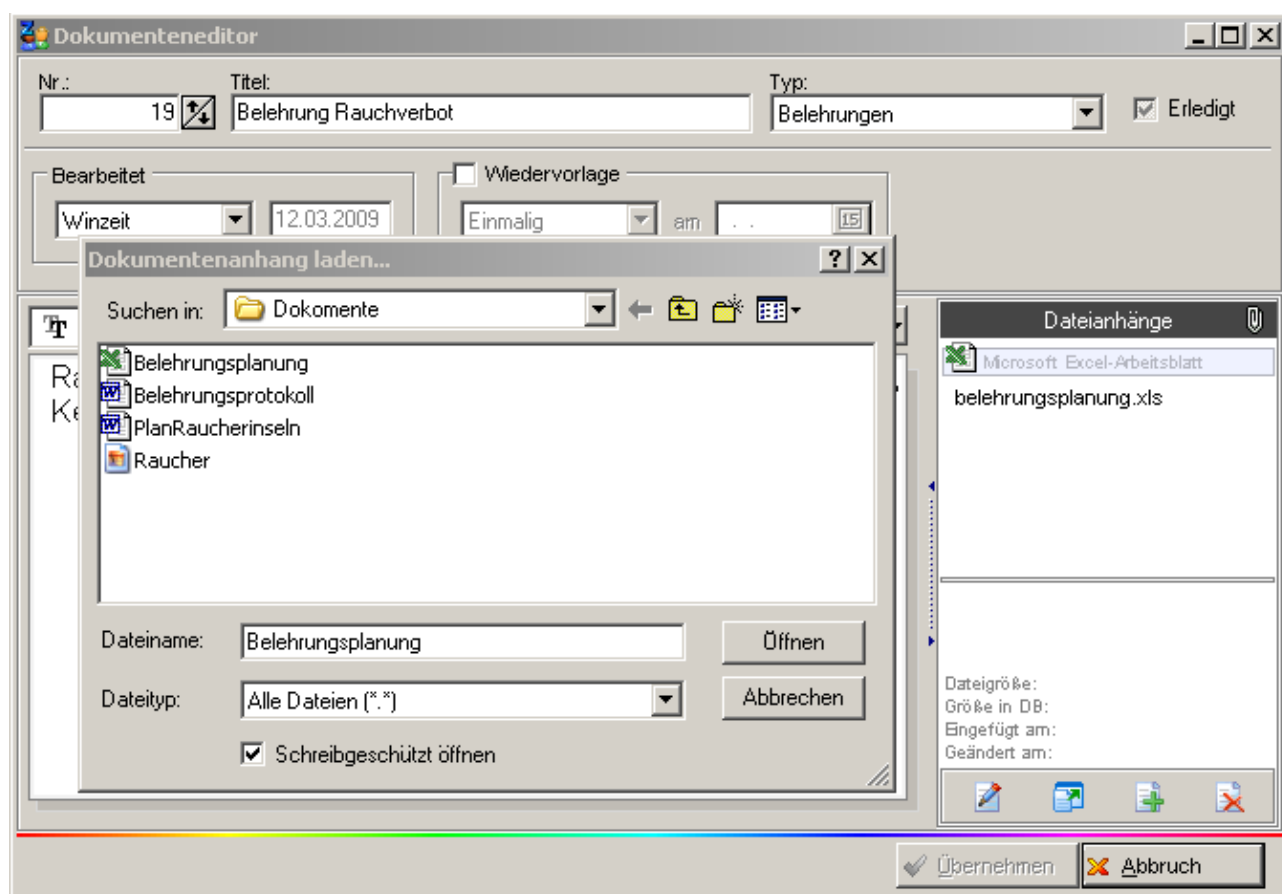 Dokumenteneditor
Nr.: Titel: Typ:
19 Belehrung Rauchverbot Belehrungen Erledigt
Bearbeitet Wiedervorlage
Winzeit 12.03.2009 Einmalig am . . 15
Dokumentenanhang laden...
Suchen in: Dokomente
Belehrungsplanung
Belehrungsprotokoll
PlanRaucherinseln
Raucher
Dateiname: Belehrungsplanung Öffnen
Dateityp: Alle Dateien (*.*) Abbrechen
Schreibgeschützt öffnen
Ra
Ke
Dateianhänge
Microsoft Excel-Arbeitsblatt
belehrungsplanung.xls
Dateigröße:
Größe in DB:
Eingefügt am:
Geändert am:
Übernehmen Abbruch